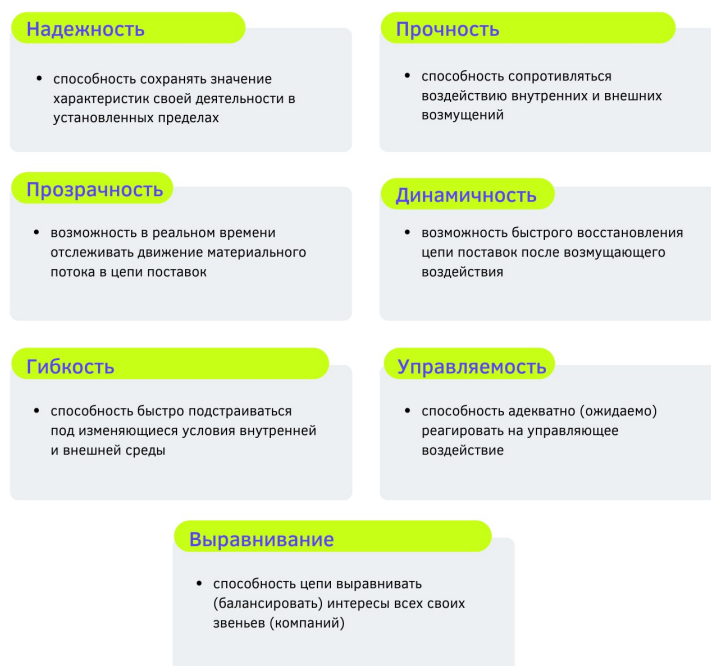 Надежность
• способность сохранять значение
характеристик своей деятельности в
установленных пределах
Прочность
• способность сопротивляться
воздействию внутренних и внешних
возмущений
Прозрачность
• возможность в реальном времени
отслеживать движение материального
потока в цепи поставок
Динамичность
• возможность быстрого восстановления
цепи поставок после возмущающего
воздействия
Гибкость
• способность быстро подстраиваться
под изменяющиеся условия внутренней
и внешней среды
Управляемость
• способность адекватно (ожидаемо)
реагировать на управляющее
воздействие
Выравнивание
• способность цепи выравнивать
(балансировать) интересы всех своих
звеньев (компаний)